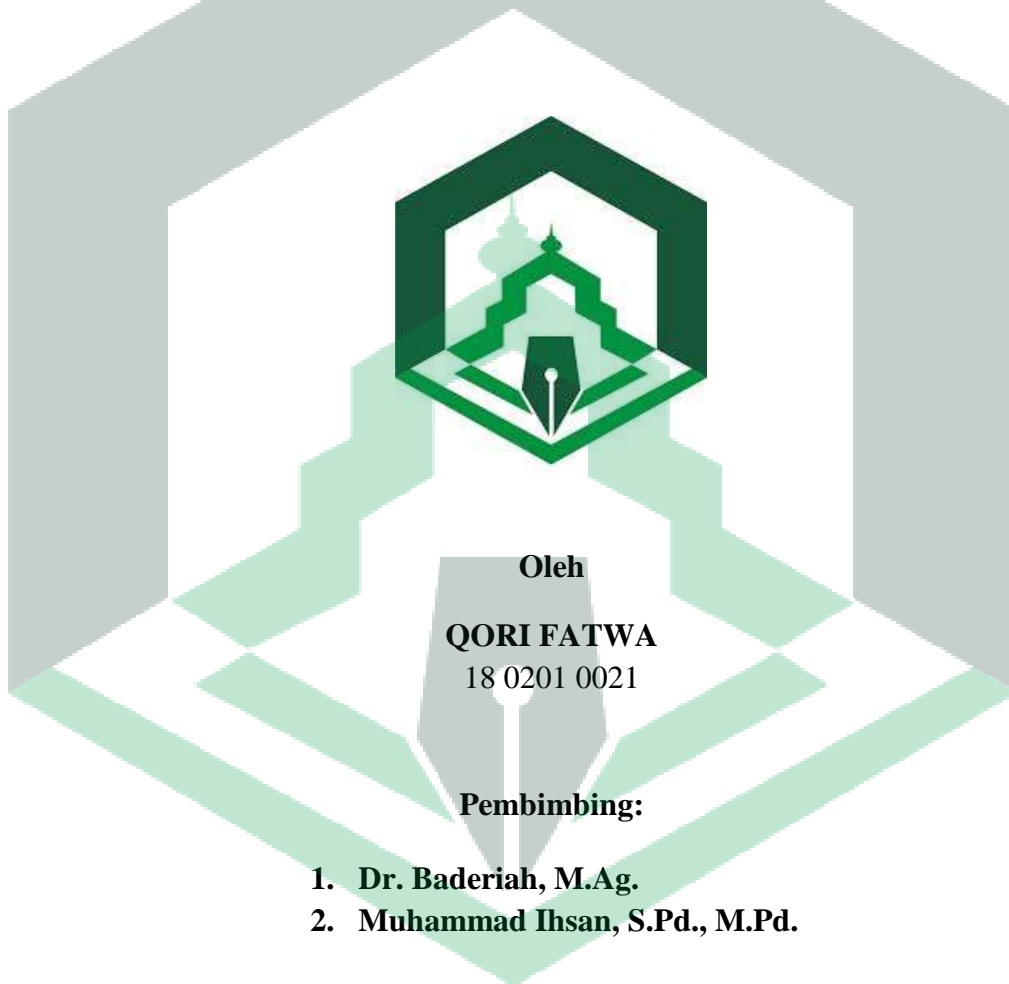 Oleh
QORI FATWA
18 0201 0021
Pembimbing:
1. Dr. Baderiah, M.Ag.
2. Muhammad Ihsan, S.Pd., M.Pd.